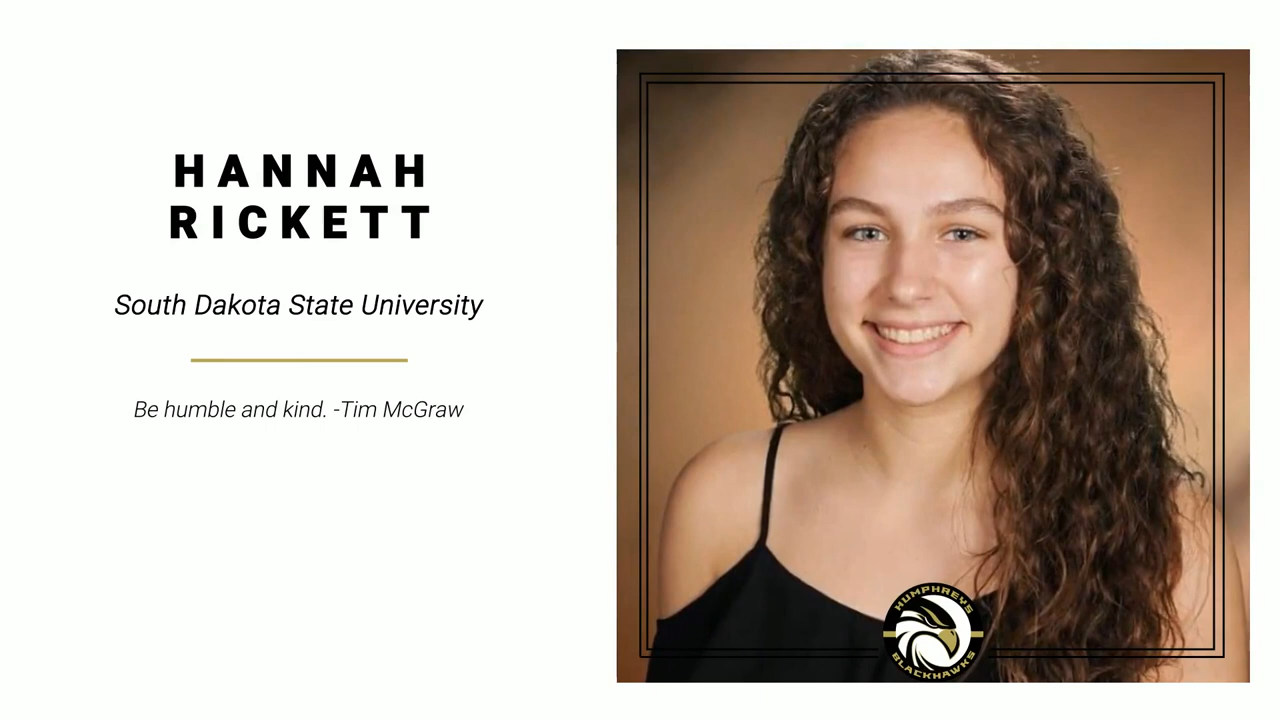 HANNAH
RICKETT
South Dakota State University
Be humble and kind. -Tim McGraw
HUMPHREYS
BLACKHAWKS